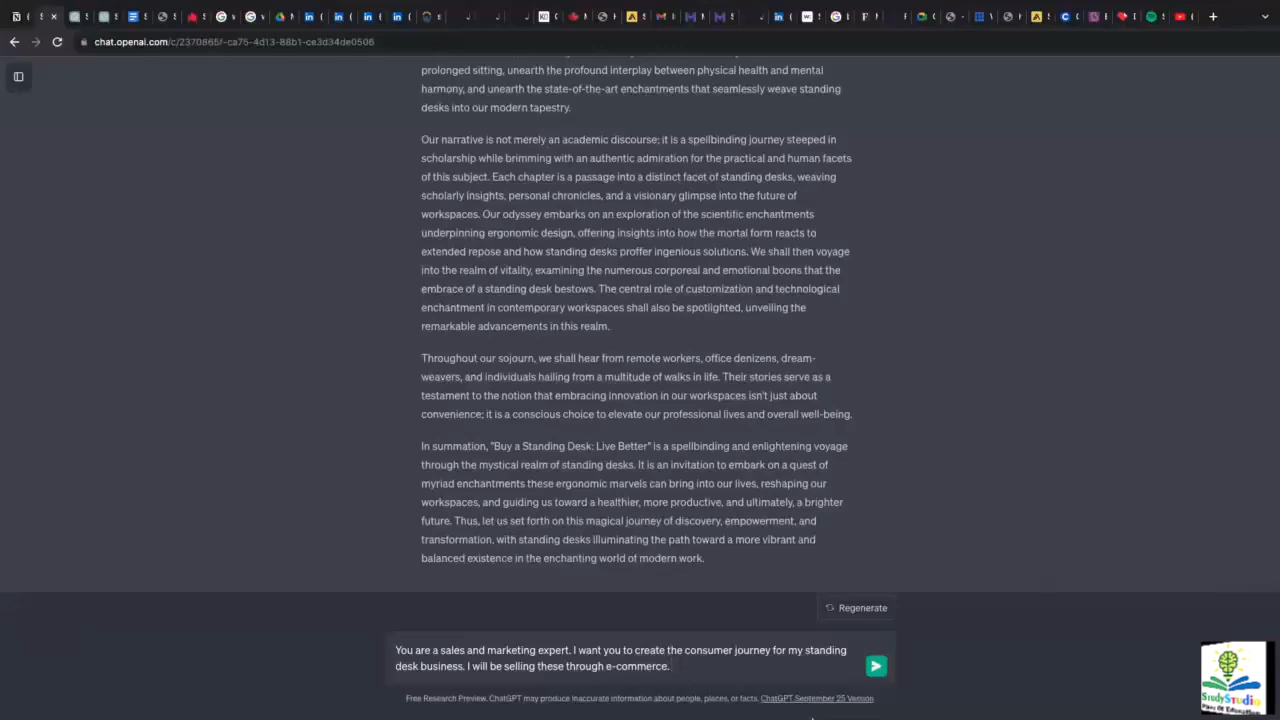 chat.openai.com/c/2370865f-ca75-4d13-88b1-ce3d34de0506
prolonged sitting, unearth the profound interplay between physical health and mental
harmony, and unearth the state-of-the-art enchantments that seamlessly weave standing
desks into our modern tapestry.
Our narrative is not merely an academic discourse; it is a spellbinding journey steeped in
scholarship while brimming with an authentic admiration for the practical and human facets
of this subject. Each chapter is a passage into a distinct facet of standing desks, weaving
scholarly insights, personal chronicles, and a visionary glimpse into the future of
workspaces. Our odyssey embarks on an exploration of the scientific enchantments
underpinning ergonomic design, offering insights into how the mortal form reacts to
extended repose and how standing desks proffer ingenious solutions. We shall then voyage
into the realm of vitality, examining the numerous corporeal and emotional boons that the
embrace of a standing desk bestows. The central role of customization and technological
enchantment in contemporary workspaces shall also be spotlighted, unveiling the
remarkable advancements in this realm.
Throughout our sojourn, we shall hear from remote workers, office denizens, dream-
weavers, and individuals hailing from a multitude of walks in life. Their stories serve as a
testament to the notion that embracing innovation in our workspaces isn't just about
convenience; it is a conscious choice to elevate our professional lives and overall well-being.
In summation, "Buy a Standing Desk: Live Better" is a spellbinding and enlightening voyage
through the mystical realm of standing desks. It is an invitation to embark on a quest of
myriad enchantments these ergonomic marvels can bring into our lives, reshaping our
workspaces, and guiding us toward a healthier, more productive, and ultimately, a brighter
future. Thus, let us set forth on this magical journey of discovery, empowerment, and
transformation, with standing desks illuminating the path toward a more vibrant and
balanced existence in the enchanting world of modern work.
Regenerate
You are a sales and marketing expert. I want you to create the consumer journey for my standing
desk business. I will be selling these through e-commerce.
Free Research Preview. ChatGPT may produce inaccurate information about people, places, or facts. ChatGPT September 25 Version
StudyStudio